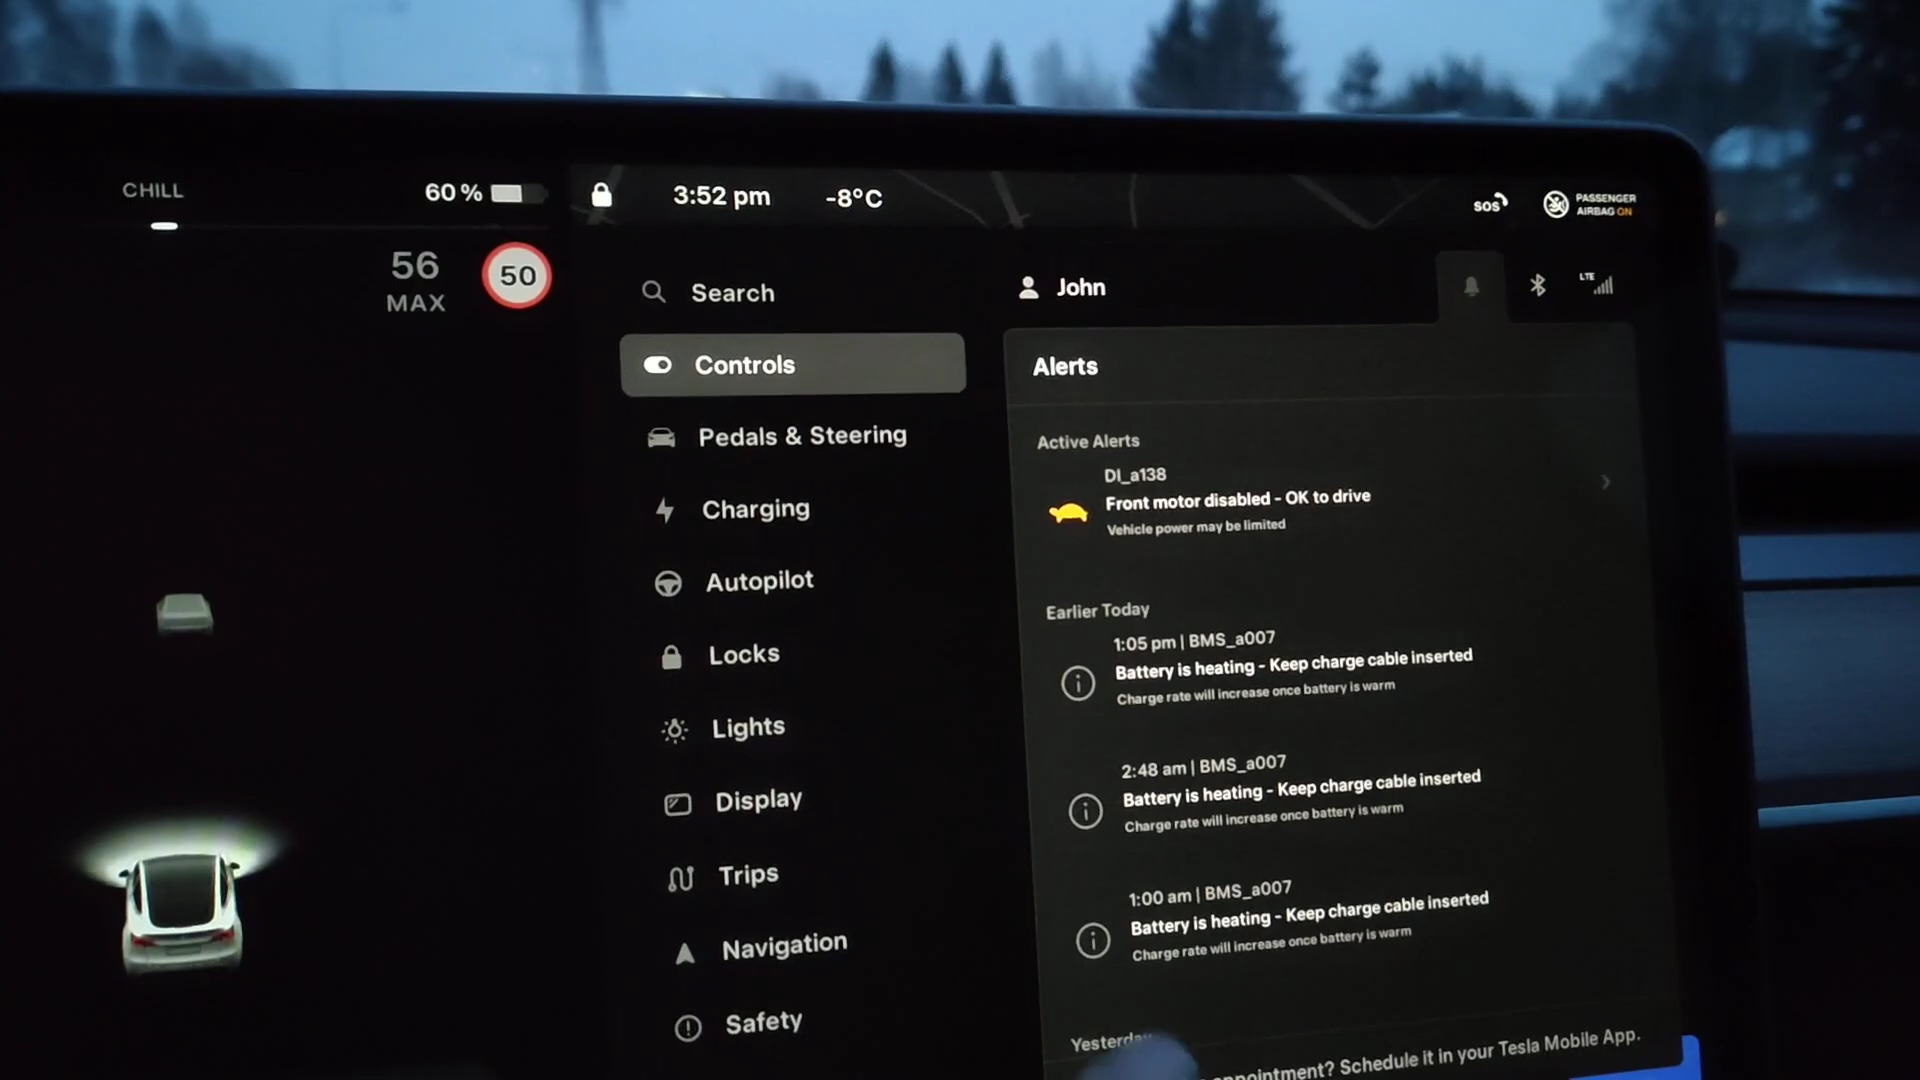 CHILL
60 %
56
MAX
50
3:52 pm
-8°C
SOS
PASSENGER
AIRBAG ON
Search
Controls
Pedals & Steering
Charging
Autopilot
Locks
Lights
Display
Trips
Navigation
Safety
John
LTE
Alerts
Active Alerts
DI_a138
Front motor disabled - OK to drive
Vehicle power may be limited
Earlier Today
1:05 pm | BMS_a007
Battery is heating - Keep charge cable inserted
Charge rate will increase once battery is warm
2:48 am | BMS_a007
Battery is heating - Keep charge cable inserted
Charge rate will increase once battery is warm
1:00 am | BMS_a007
Battery is heating - Keep charge cable inserted
Charge rate will increase once battery is warm
Yesterday
Schedule it in your Tesla Mobile App.